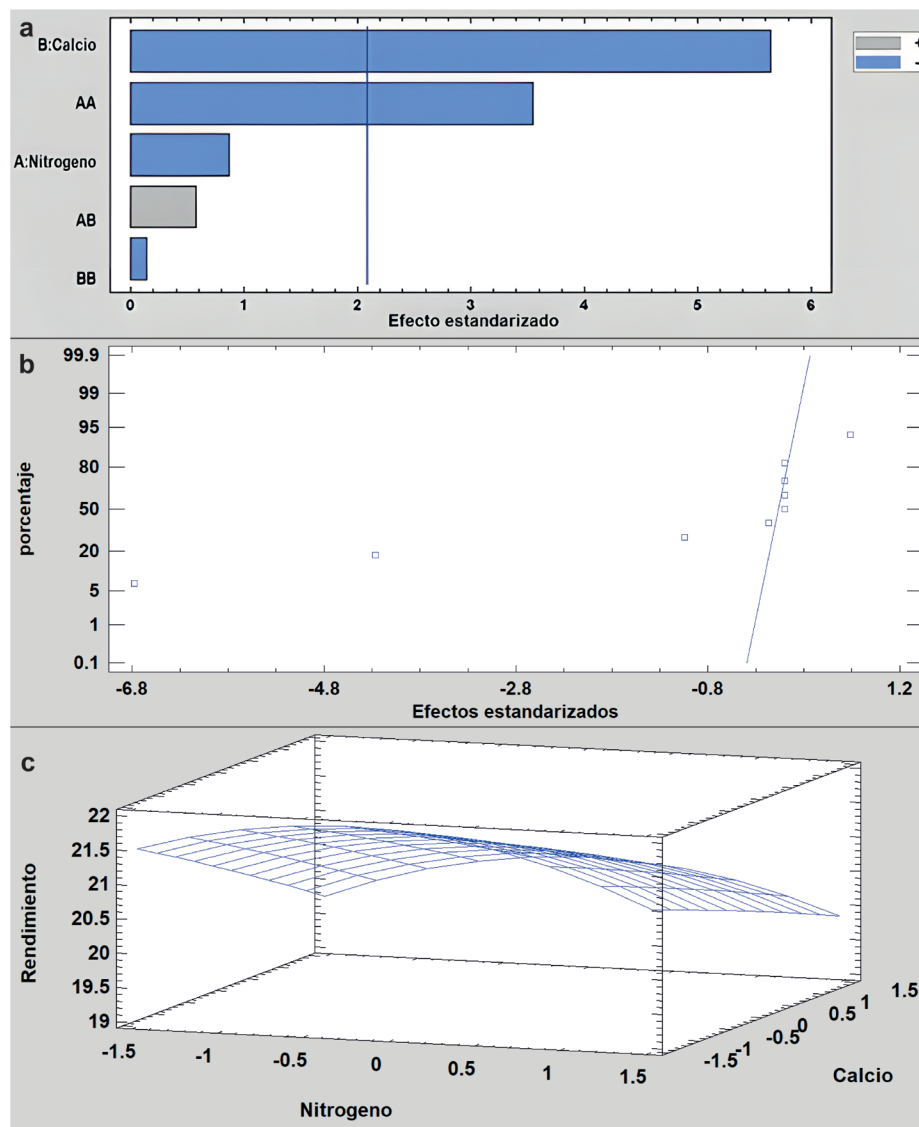 a
B:Calcio
AA
A:Nitrogeno
AB
BB
+
-
0 1 2 3 4 5 6
Efecto estandarizado
b
99.9
99
95
80
50
20
5
1
0.1
porcentaje
-6.8 -4.8 -2.8 -0.8 1.2
Efectos estandarizados
c
22
21.5
21
20.5
20
19.5
19
Rendimiento
-1.5 -1 -0.5 0 0.5 1 1.5
Nitrogeno
-1.5 -1 -0.5 0 0.5 1 1.5
Calcio